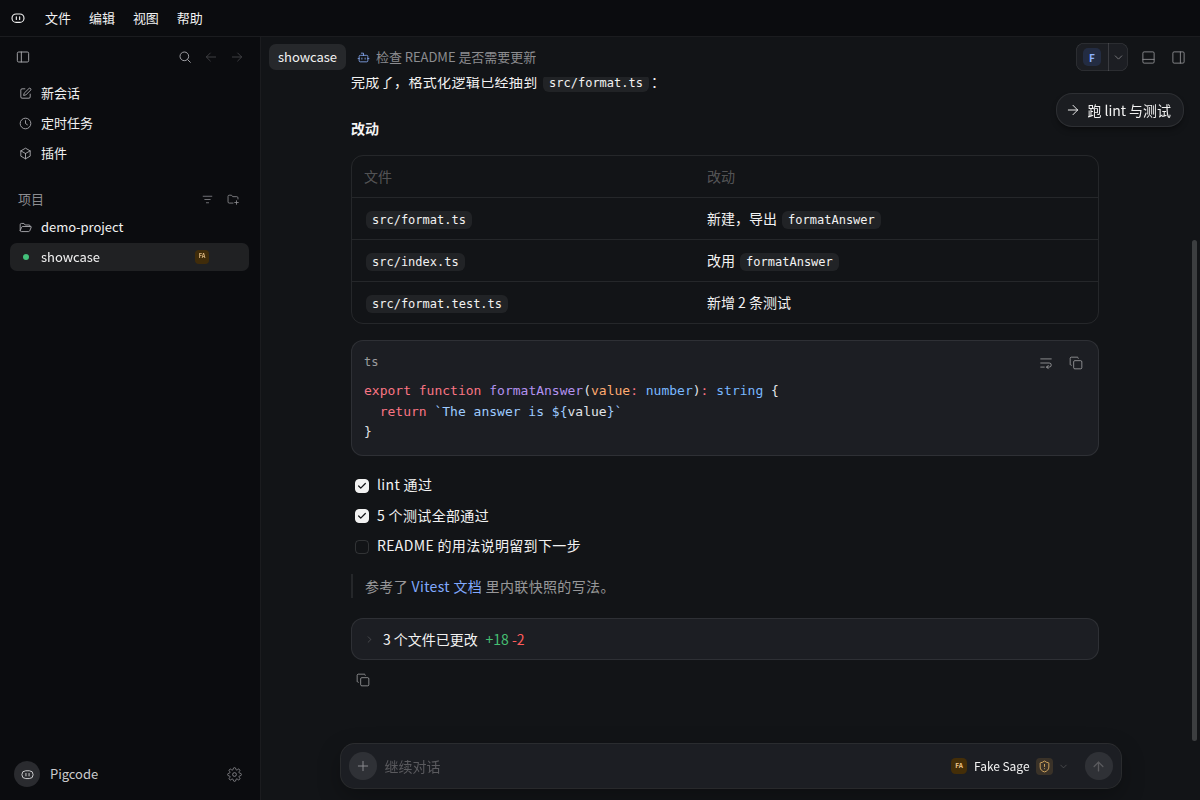 文件 编辑 视图 帮助
showcase 检查 README 是否需要更新 F
新会话
定时任务
插件
项目
demo-project
showcase FA
Pigcode
跑 lint 与测试
完成了，格式化逻辑已经抽到 src/format.ts：
改动
文件 改动
src/format.ts 新建，导出 formatAnswer
src/index.ts 改用 formatAnswer
src/format.test.ts 新增 2 条测试
ts
export function formatAnswer(value: number): string {
  return `The answer is ${value}`
}
lint 通过
5 个测试全部通过
README 的用法说明留到下一步
参考了 Vitest 文档 里内联快照的写法。
3 个文件已更改 +18 -2
继续对话 FA Fake Sage